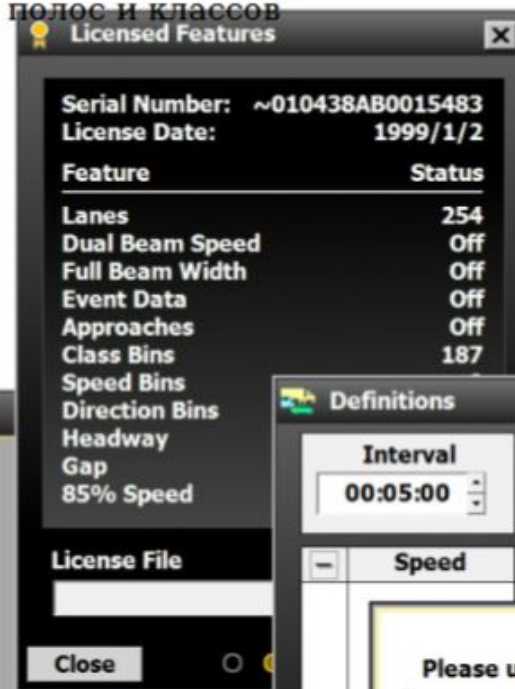 полос и классов
Licensed Features
Serial Number: ~010438AB0015483
License Date: 1999/1/2
Feature Status
Lanes 254
Dual Beam Speed Off
Full Beam Width Off
Event Data Off
Approaches Off
Class Bins 187
Speed Bins
Direction Bins
Headway
Gap
85% Speed
License File
Close
Definitions
Interval
00:05:00
Speed
Please